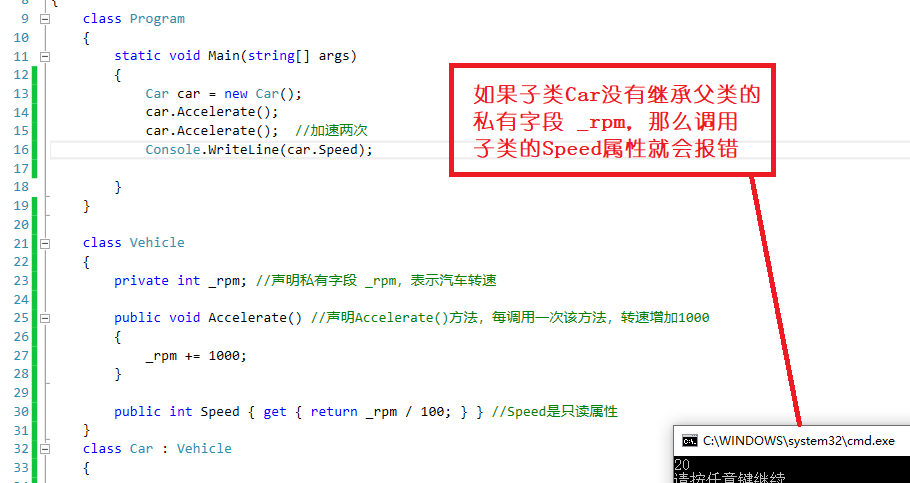 8 {
9 class Program
10 {
11 static void Main(string[] args)
12 {
13 Car car = new Car();
14 car.Accelerate();
15 car.Accelerate(); //加速两次
16 Console.WriteLine(car.Speed);
17
18 }
19 }
20
21 class Vehicle
22 {
23 private int _rpm; //声明私有字段 _rpm，表示汽车转速
24
25 public void Accelerate() //声明Accelerate()方法，每调用一次该方法，转速增加1000
26 {
27 _rpm += 1000;
28 }
29
30 public int Speed { get { return _rpm / 100; } } //Speed是只读属性
31 }
32 class Car : Vehicle
33 {
如果子类Car没有继承父类的
私有字段 _rpm，那么调用
子类的Speed属性就会报错
C:\WINDOWS\system32\cmd.exe
20
请按任意键继续